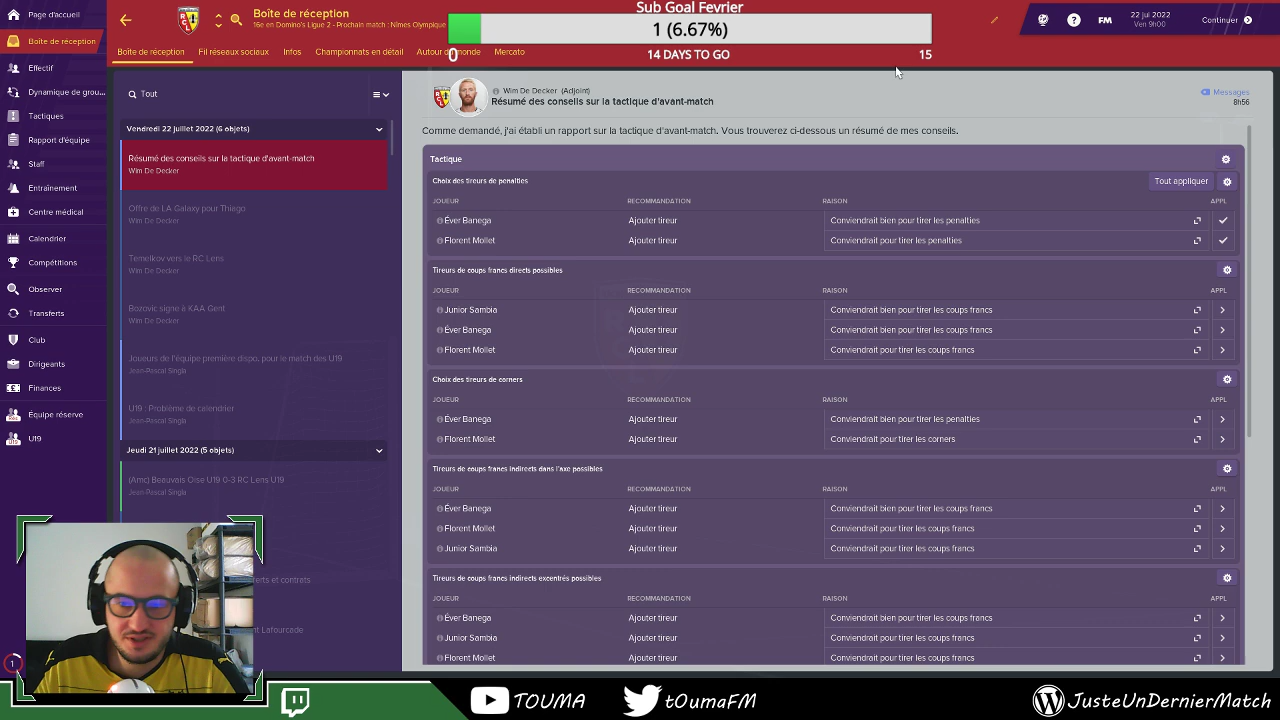 Sub Goal Fevrier
1 (6.67%)
0
14 DAYS TO GO
15
Boîte de réception
16e en Domino's Ligue 2 - Prochain match : Nîmes Olympique
FM
22 jul 2022
Ven 9h00
Continuer
Boîte de réception
Fil réseaux sociaux
Infos
Championnats en détail
Autour du monde
Mercato
Page d'accueil
Boîte de réception
Effectif
Dynamique de grou...
Tactiques
Rapport d'équipe
Staff
Entraînement
Centre médical
Calendrier
Compétitions
Observer
Transferts
Club
Dirigeants
Finances
Équipe réserve
U19
Tout
Vendredi 22 juillet 2022 (6 objets)
Résumé des conseils sur la tactique d'avant-match
Wim De Decker
Offre de LA Galaxy pour Thiago
Wim De Decker
Temelkov vers le RC Lens
Wim De Decker
Bozovic signe à KAA Gent
Wim De Decker
Joueurs de l'équipe première dispo. pour le match des U19
Jean-Pascal Singla
U19 : Problème de calendrier
Jean-Pascal Singla
Jeudi 21 juillet 2022 (5 objets)
(Amc) Beauvais Oise U19 0-3 RC Lens U19
Jean-Pascal Singla
et contrats
Lafourcade
Wim De Decker (Adjoint)
Résumé des conseils sur la tactique d'avant-match
Messages
8h56
Comme demandé, j'ai établi un rapport sur la tactique d'avant-match. Vous trouverez ci-dessous un résumé de mes conseils.
Tactique
Choix des tireurs de penalties
Tout appliquer
JOUEUR RECOMMANDATION RAISON APPL
Éver Banega Ajouter tireur Conviendrait bien pour tirer les penalties
Florent Mollet Ajouter tireur Conviendrait pour tirer les penalties
Tireurs de coups francs directs possibles
JOUEUR RECOMMANDATION RAISON APPL
Junior Sambia Ajouter tireur Conviendrait bien pour tirer les coups francs
Éver Banega Ajouter tireur Conviendrait bien pour tirer les coups francs
Florent Mollet Ajouter tireur Conviendrait pour tirer les coups francs
Choix des tireurs de corners
JOUEUR RECOMMANDATION RAISON APPL
Éver Banega Ajouter tireur Conviendrait bien pour tirer les penalties
Florent Mollet Ajouter tireur Conviendrait pour tirer les corners
Tireurs de coups francs indirects dans l'axe possibles
JOUEUR RECOMMANDATION RAISON APPL
Éver Banega Ajouter tireur Conviendrait bien pour tirer les coups francs
Florent Mollet Ajouter tireur Conviendrait pour tirer les coups francs
Junior Sambia Ajouter tireur Conviendrait pour tirer les coups francs
Tireurs de coups francs indirects excentrés possibles
JOUEUR RECOMMANDATION RAISON APPL
Éver Banega Ajouter tireur Conviendrait bien pour tirer les coups francs
Junior Sambia Ajouter tireur Conviendrait pour tirer les coups francs
Florent Mollet Ajouter tireur Conviendrait pour tirer les coups francs
1
TOUMA
tOumaFM
JusteUnDernierMatch